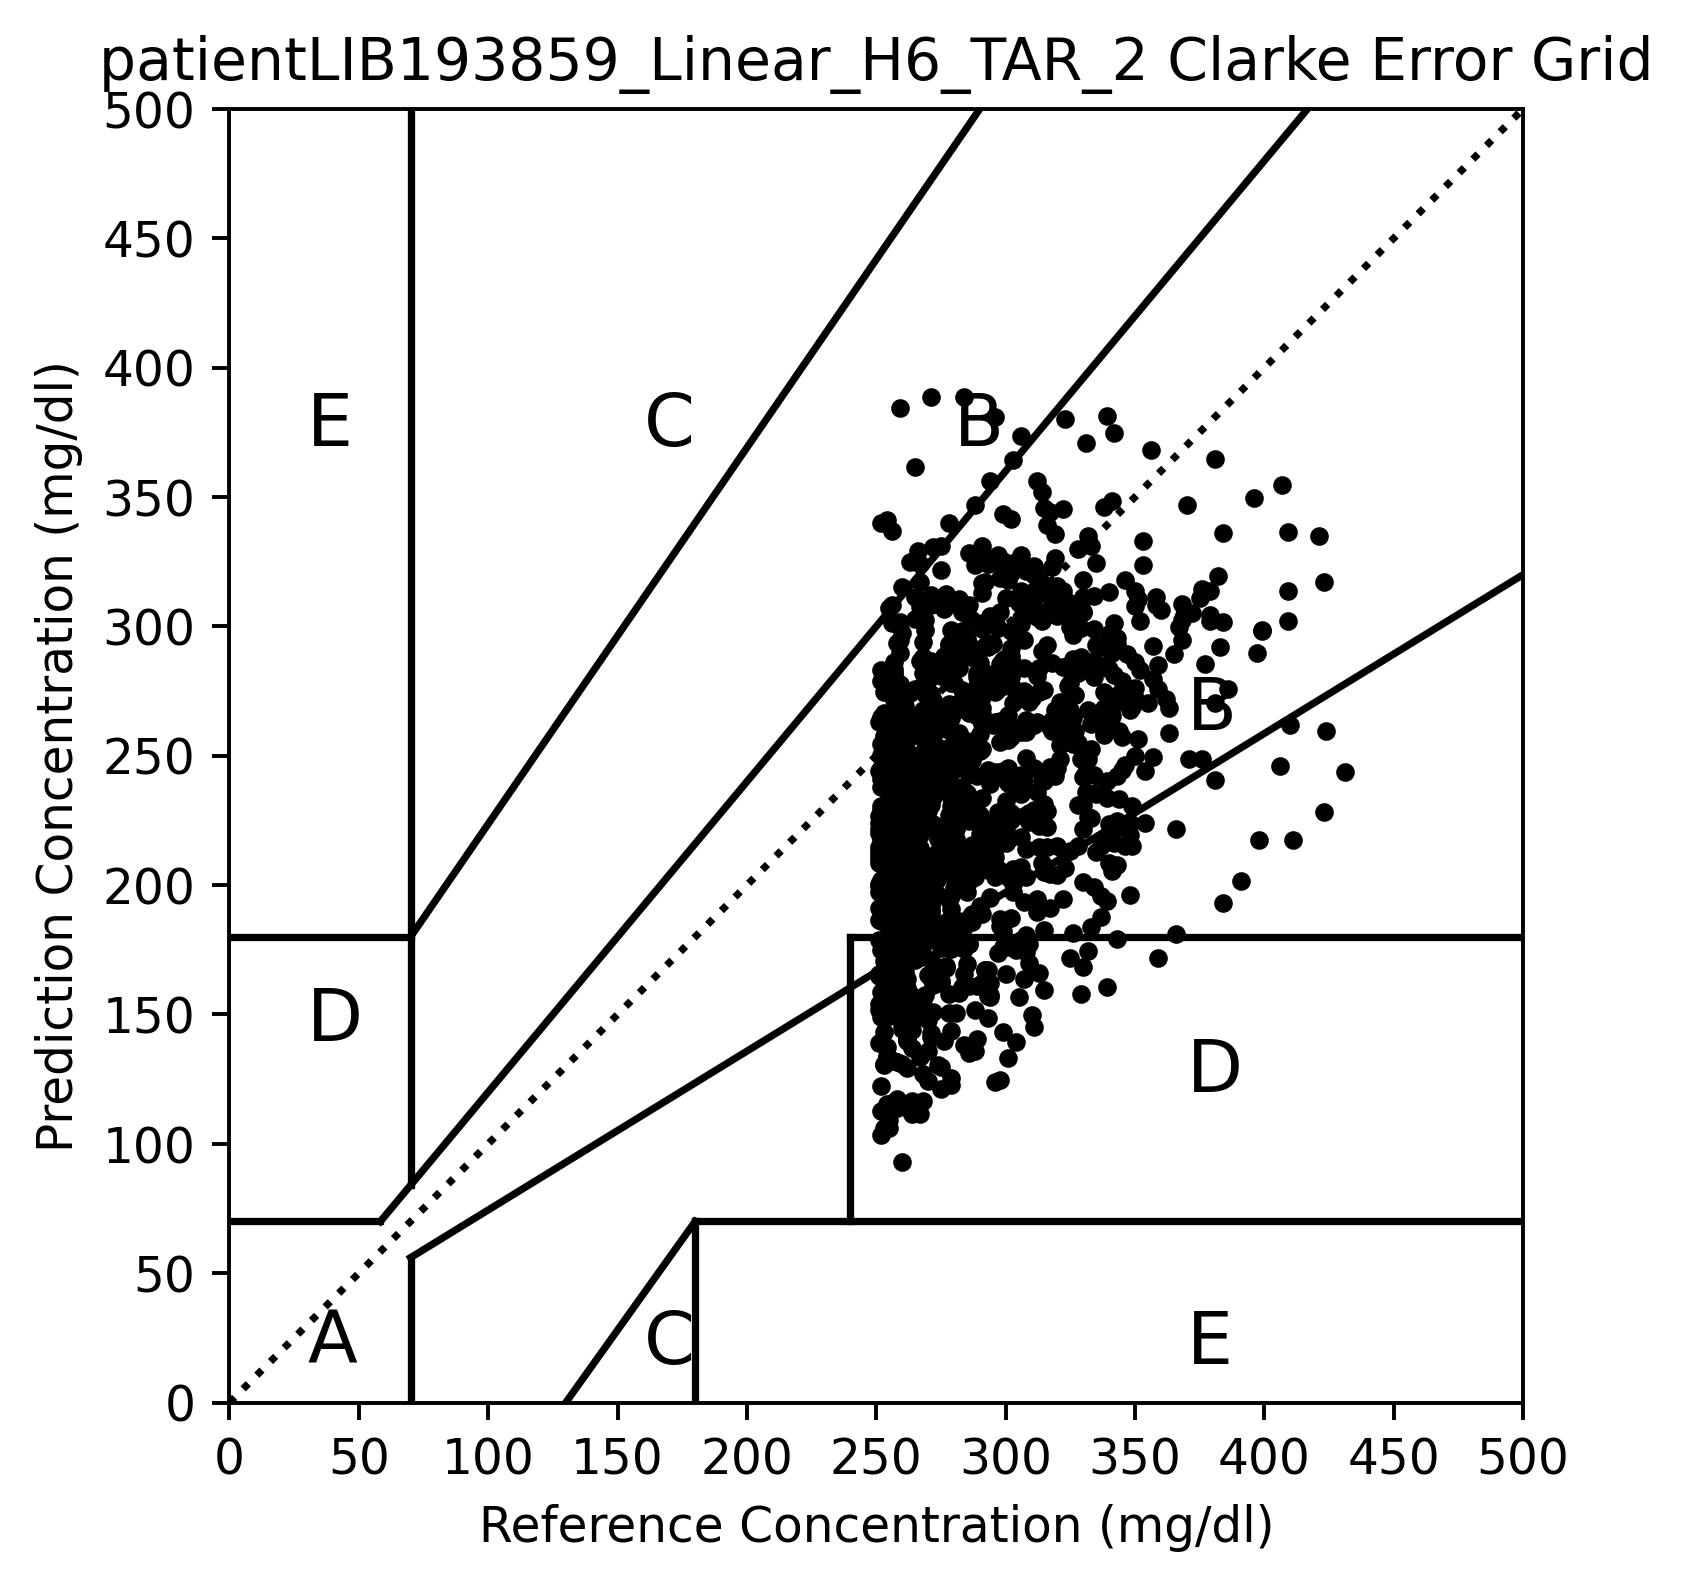 patientLIB193859_Linear_H6_TAR_2 Clarke Error Grid
500
450
400
350
300
250
200
150
100
50
0
Prediction Concentration (mg/dl)
E
C
B
B
D
D
A
C
E
0 50 100 150 200 250 300 350 400 450 500
Reference Concentration (mg/dl)